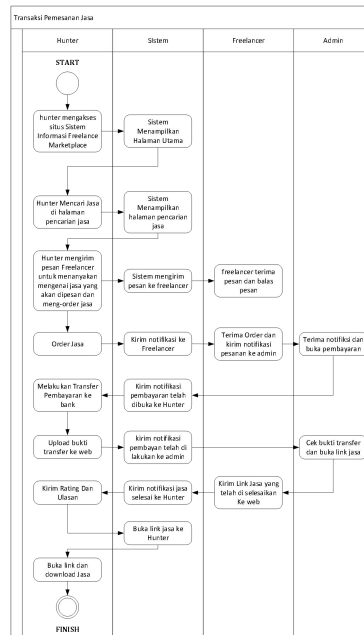 Transaksi Pemesanan Jasa
Hunter
Sistem
Freelancer
Admin
START
hunter mengakses
situs Sistem
Informasi Freelance
Marketplace
Sistem
Menampilkan
Halaman Utama
Hunter Mencari Jasa
di halaman
pencarian jasa
Sistem
Menampilkan
halaman pencarian
jasa
Hunter mengirim
pesan Freelancer
untuk menanyakan
mengenai jasa yang
akan dipesan dan
meng-order jasa
Sistem mengirim
pesan ke freelancer
freelancer terima
pesan dan balas
pesan
Order Jasa
Kirim notifikasi ke
Freelancer
Terima Order dan
kirim notifikasi
pesanan ke admin
Terima notifiksi dan
buka pembayaran
Melakukan Transfer
Pembayaran ke
bank
Kirim notifikasi
pembayaran telah
dibuka ke Hunter
Upload bukti
transfer ke web
kirim notifikasi
pembayan telah di
lakukan ke admin
Cek bukti transfer
dan buka link jasa
Kirim Rating Dan
Ulasan
Kirim notifikasi jasa
selesai ke Hunter
Kirim Link Jasa yang
telah di selesaikan
Ke web
Buka link jasa ke
Hunter
Buka link dan
download Jasa
FINISH